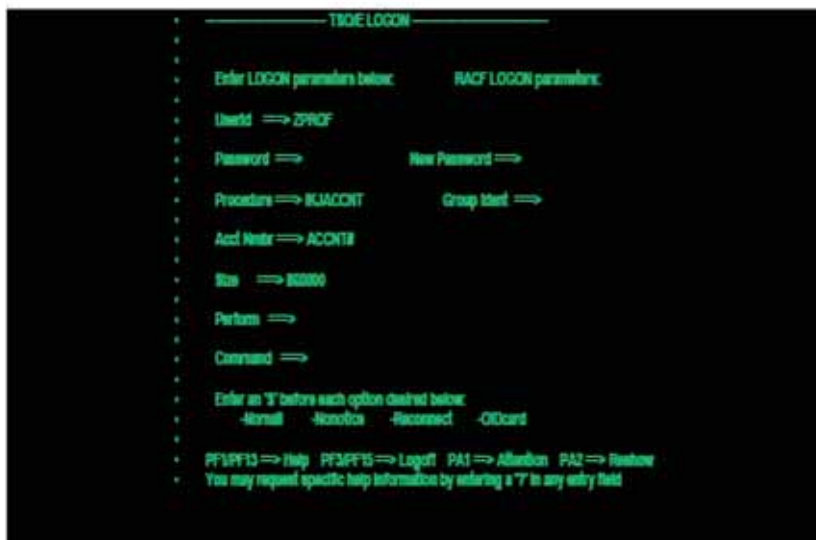 ------------------------ TSO/E LOGON ---------------------------
Enter LOGON parameters below: RACF LOGON parameters:
Userid ===> ZPROF
Password ===> New Password ===>
Procedure ===> IKJACCNT Group Ident ===>
Acct Nmbr ===> ACCNT#
Size ===>
Perform ===>
Command ===>
Enter an 'S' before each option desired below:
-Nomail -Nonotice -Reconnect -OIDcard
PF1/PF13 ==> Help PF3/PF15 ==> Logoff PA1 ==> Attention PA2 ==> Reshow
You may request specific help information by entering a '?' in any entry field